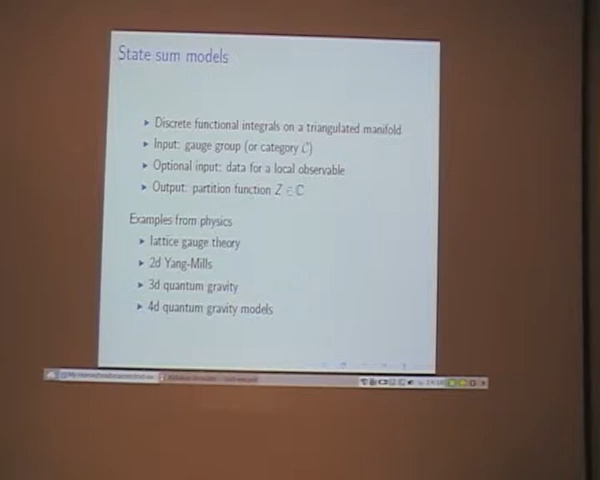 State sum models
▸ Discrete functional integrals on a triangulated manifold
▸ Input: gauge group (or category 𝒞)
▸ Optional input: data for a local observable
▸ Output: partition function Z ∈ ℂ
Examples from physics
▸ lattice gauge theory
▸ 2d Yang-Mills
▸ 3d quantum gravity
▸ 4d quantum gravity models